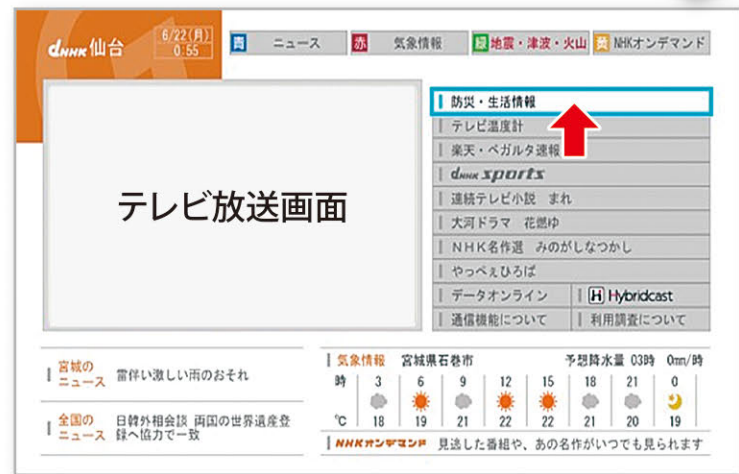 dNHK 仙台
6/22(月)
0:55
青 ニュース
赤 気象情報
緑 地震・津波・火山
黄 NHKオンデマンド
テレビ放送画面
防災・生活情報
テレビ温度計
楽天・ベガルタ速報
dNHK sports
連続テレビ小説 まれ
大河ドラマ 花燃ゆ
NHK名作選 みのがしなつかし
やっぺぇひろば
データオンライン
H Hybridcast
通信機能について
利用調査について
宮城のニュース
雷伴い激しい雨のおそれ
全国のニュース
日韓外相会談 両国の世界遺産登
録へ協力で一致
気象情報 宮城県石巻市 予想降水量 03時 0mm/時
時 3 6 9 12 15 18 21 0
℃ 18 19 21 22 22 21 20 19
NHKオンデマンド 見逃した番組や、あの名作がいつでも見られます